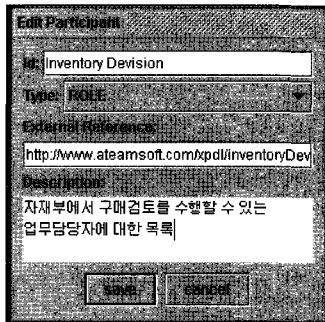 Edit Participant
Id: Inventory Devision
Type: ROLE
External Reference:
http://www.ateamsoft.com/xpdl/inventoryDev
Description:
자재부에서 구매검토를 수행할 수 있는
업무담당자에 대한 목록
save cancel